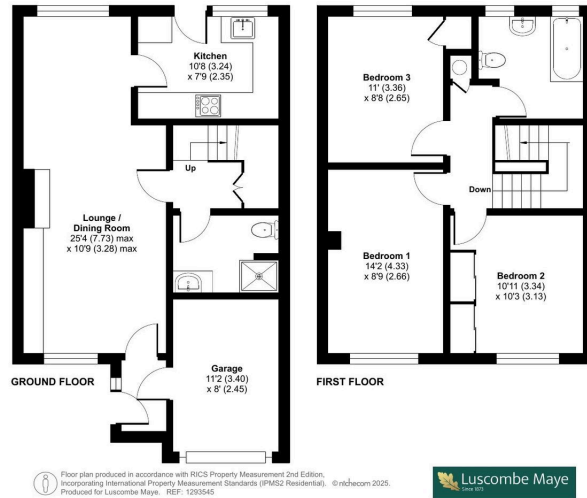 Kitchen
10'8 (3.24)
x 7'9 (2.35)
Up
Lounge /
Dining Room
25'4 (7.73) max
x 10'9 (3.28) max
Garage
11'2 (3.40)
x 8' (2.45)
GROUND FLOOR
Bedroom 3
11' (3.36)
x 8'8 (2.65)
Down
Bedroom 1
14'2 (4.33)
x 8'9 (2.66)
Bedroom 2
10'11 (3.34)
x 10'3 (3.13)
FIRST FLOOR
Floor plan produced in accordance with RICS Property Measurement 2nd Edition,
Incorporating International Property Measurement Standards (IPMS2 Residential). © nichecom 2025.
Produced for Luscombe Maye. REF: 1293545
Luscombe Maye
Since 1873